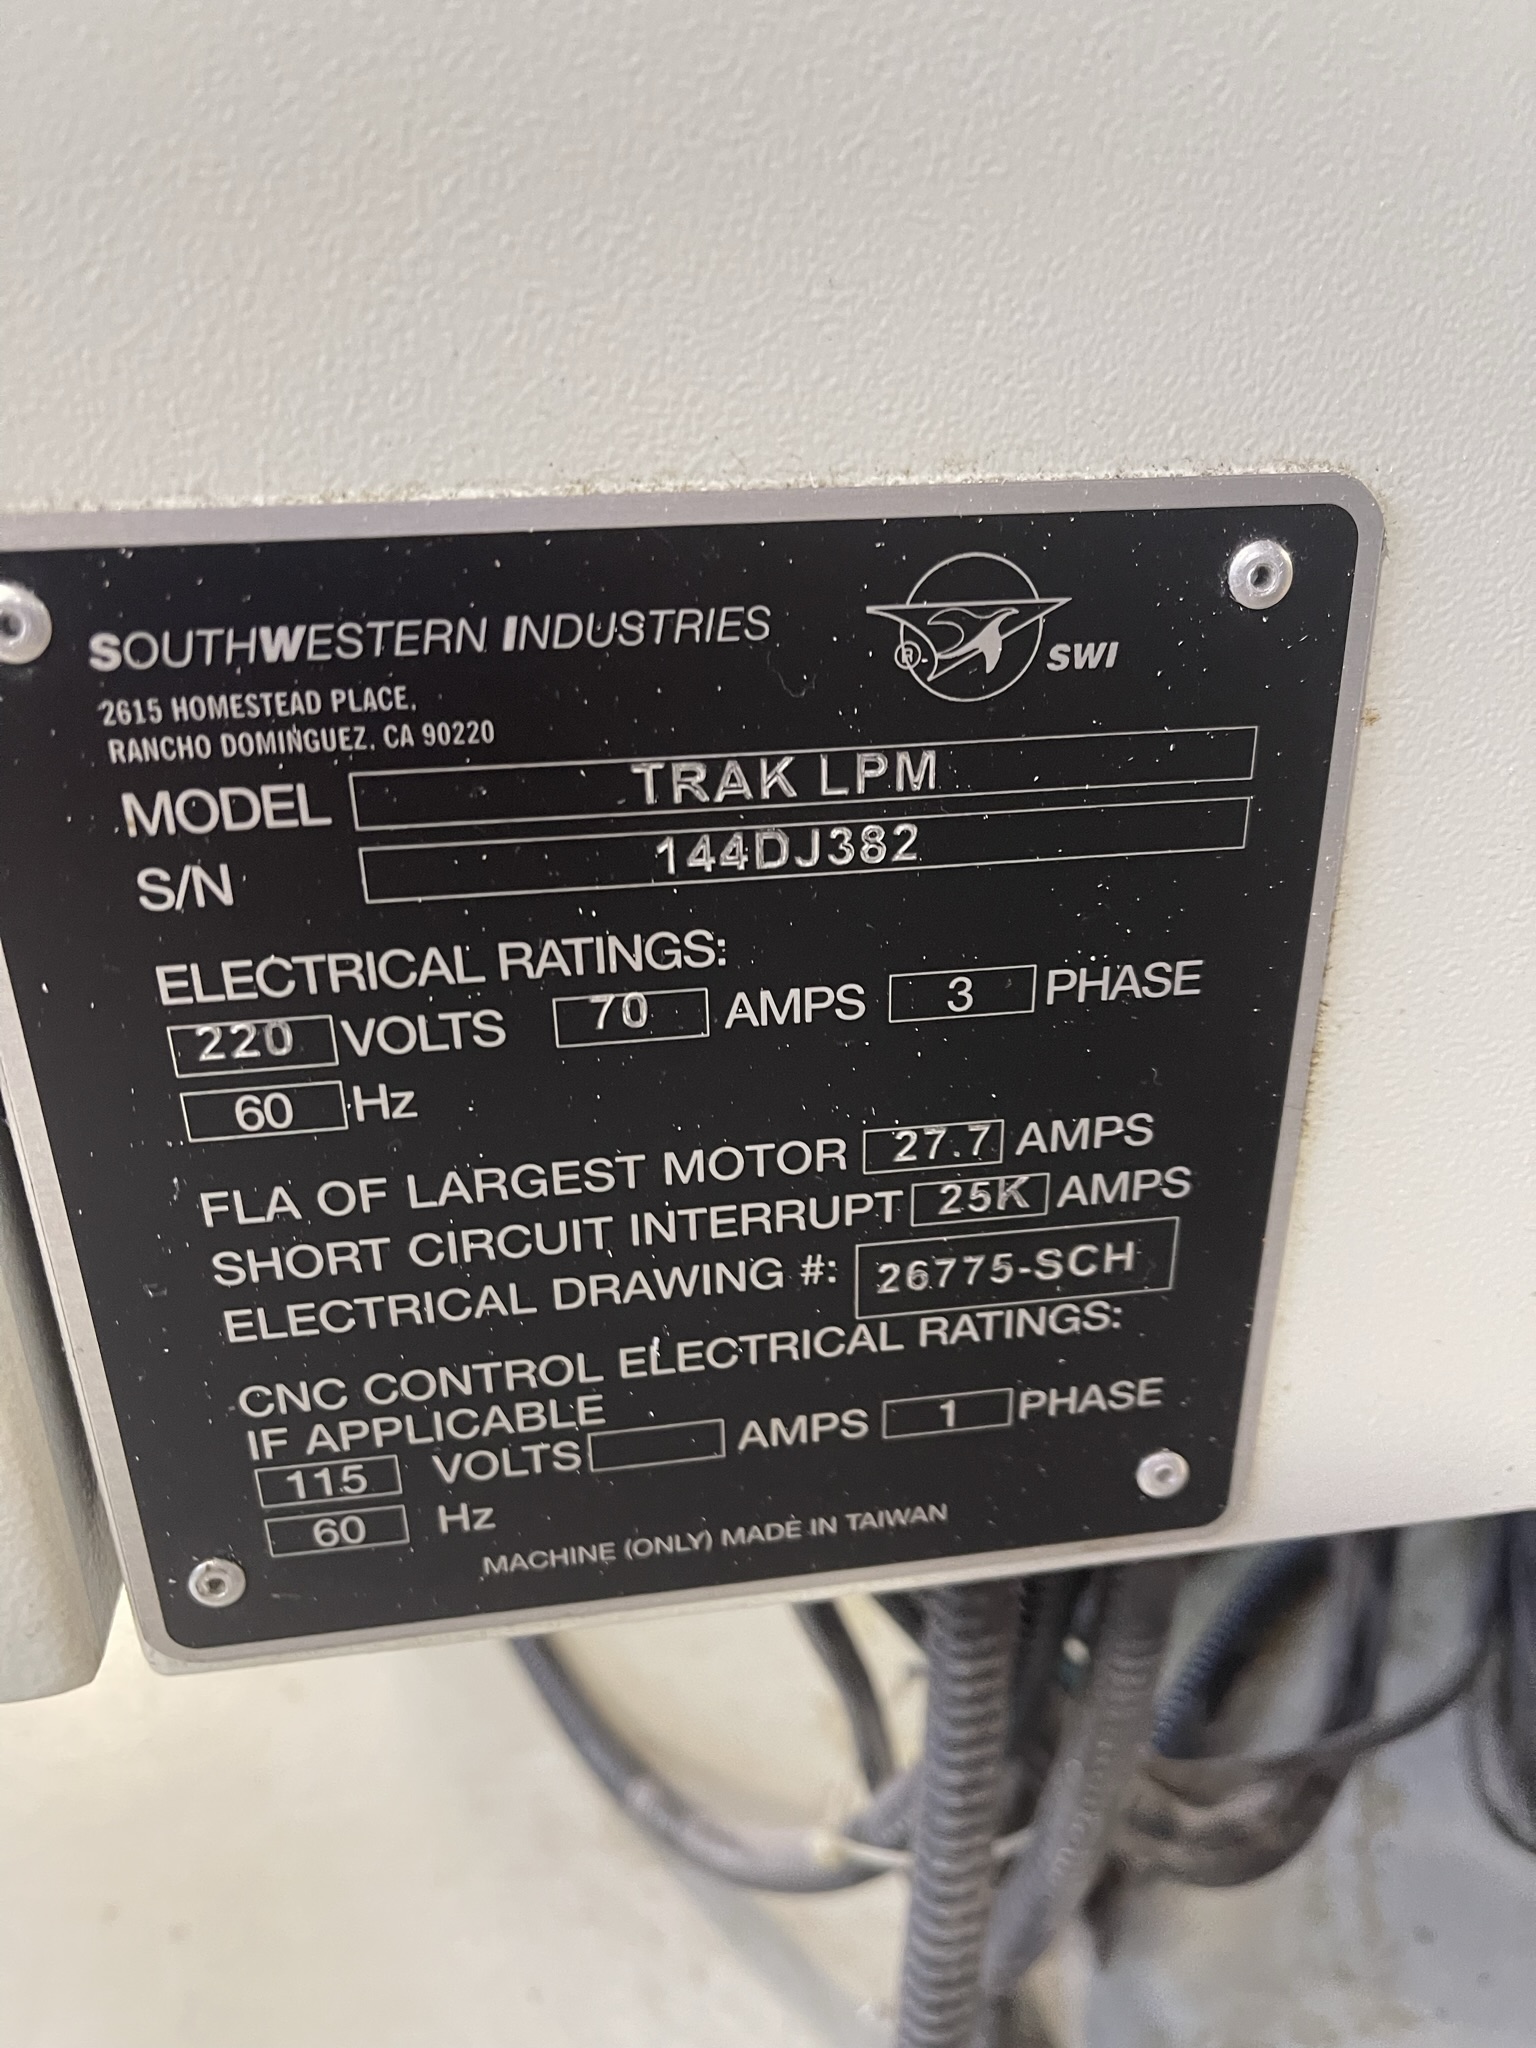 SOUTHWESTERN INDUSTRIES
® SWI
2615 HOMESTEAD PLACE,
RANCHO DOMINGUEZ, CA 90220
MODEL TRAK LPM
S/N 144DJ382
ELECTRICAL RATINGS:
220 VOLTS 70 AMPS 3 PHASE
60 Hz
FLA OF LARGEST MOTOR 27.7 AMPS
SHORT CIRCUIT INTERRUPT 25K AMPS
ELECTRICAL DRAWING #: 26775-SCH
CNC CONTROL ELECTRICAL RATINGS:
IF APPLICABLE
115 VOLTS AMPS 1 PHASE
60 Hz
MACHINE (ONLY) MADE IN TAIWAN